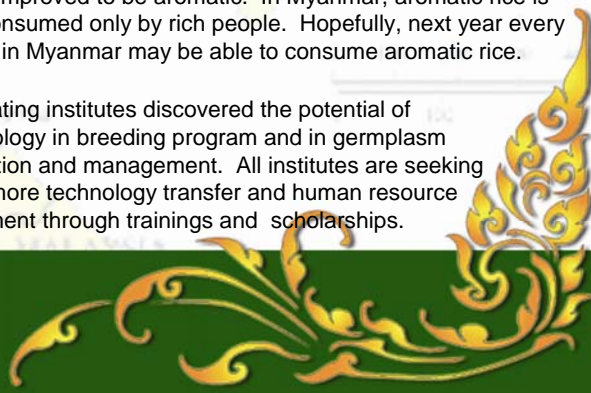 improved to be aromatic. In Myanmar, aromatic rice is
onsumed only by rich people. Hopefully, next year every
in Myanmar may be able to consume aromatic rice.
ating institutes discovered the potential of
ology in breeding program and in germplasm
tion and management. All institutes are seeking
more technology transfer and human resource
ment through trainings and scholarships.
MALAYSIA